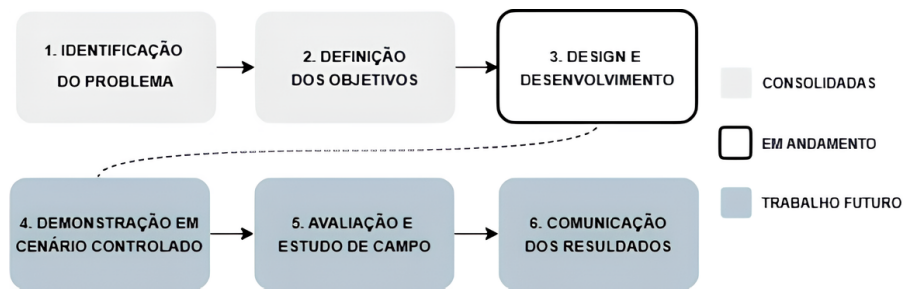 1. IDENTIFICAÇÃO
DO PROBLEMA
2. DEFINIÇÃO
DOS OBJETIVOS
3. DESIGN E
DESENVOLVIMENTO
CONSOLIDADAS
EM ANDAMENTO
TRABALHO FUTURO
4. DEMONSTRAÇÃO EM
CENÁRIO CONTROLADO
5. AVALIAÇÃO E
ESTUDO DE CAMPO
6. COMUNICAÇÃO
DOS RESULDADOS